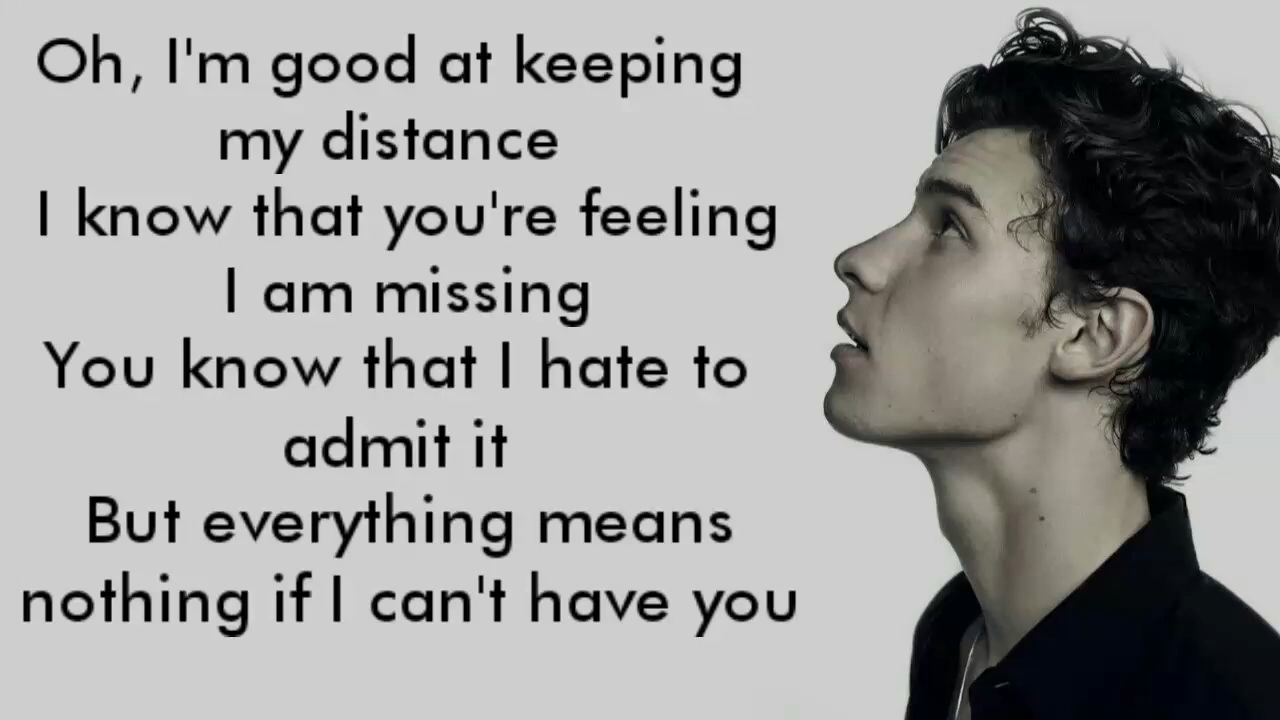 Oh, I'm good at keeping
my distance
I know that you're feeling
I am missing
You know that I hate to
admit it
But everything means
nothing if I can't have you